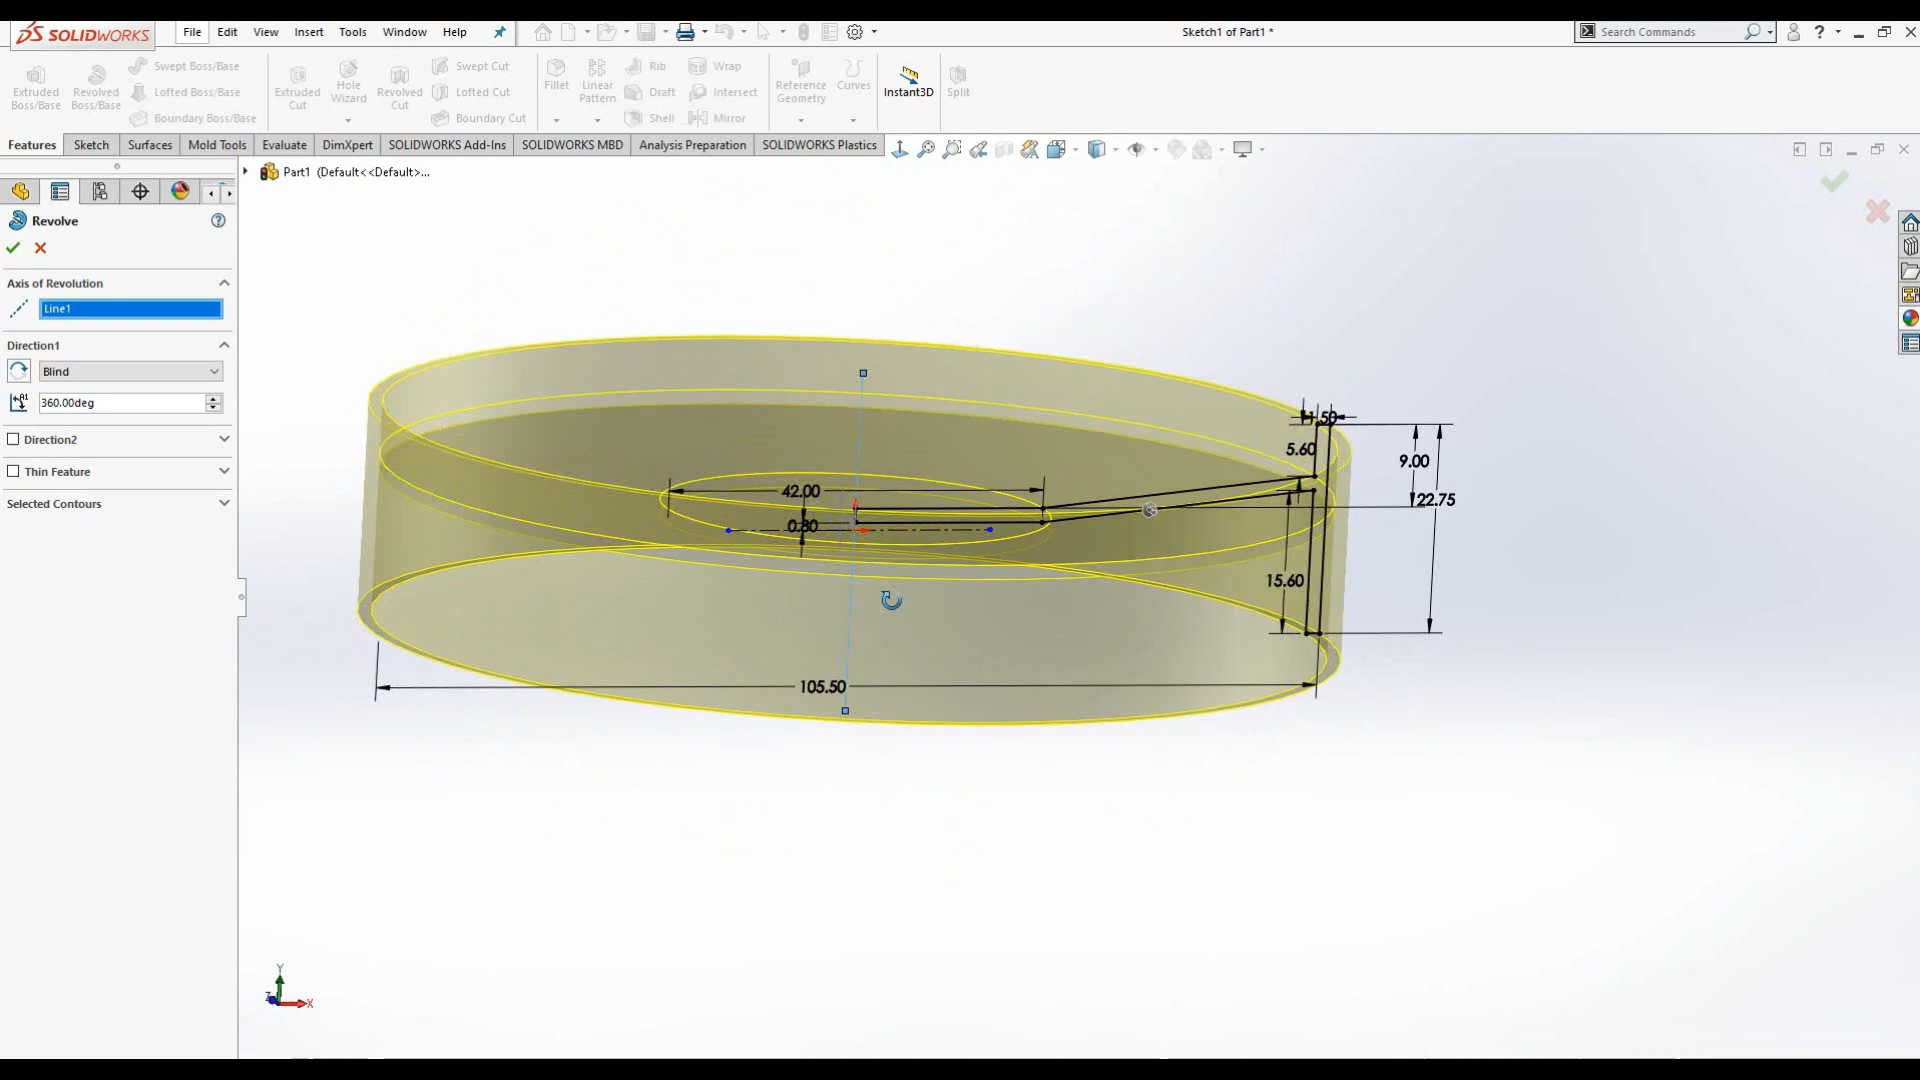 SOLIDWORKS File Edit View Insert Tools Window Help Sketch1 of Part1 * Search Commands ?
Extruded Boss/Base Revolved Boss/Base Swept Boss/Base Lofted Boss/Base Boundary Boss/Base Extruded Cut Hole Wizard Revolved Cut Swept Cut Lofted Cut Boundary Cut Fillet Linear Pattern Rib Draft Shell Wrap Intersect Mirror Reference Geometry Curves Instant3D Split
Features Sketch Surfaces Mold Tools Evaluate DimXpert SOLIDWORKS Add-Ins SOLIDWORKS MBD Analysis Preparation SOLIDWORKS Plastics
Part1 (Default<<Default>...
Revolve ?
Axis of Revolution
Line1
Direction1
Blind
360.00deg
Direction2
Thin Feature
Selected Contours
1.50
5.60
9.00
42.00
22.75
0.80
15.60
105.50
Y
Z X